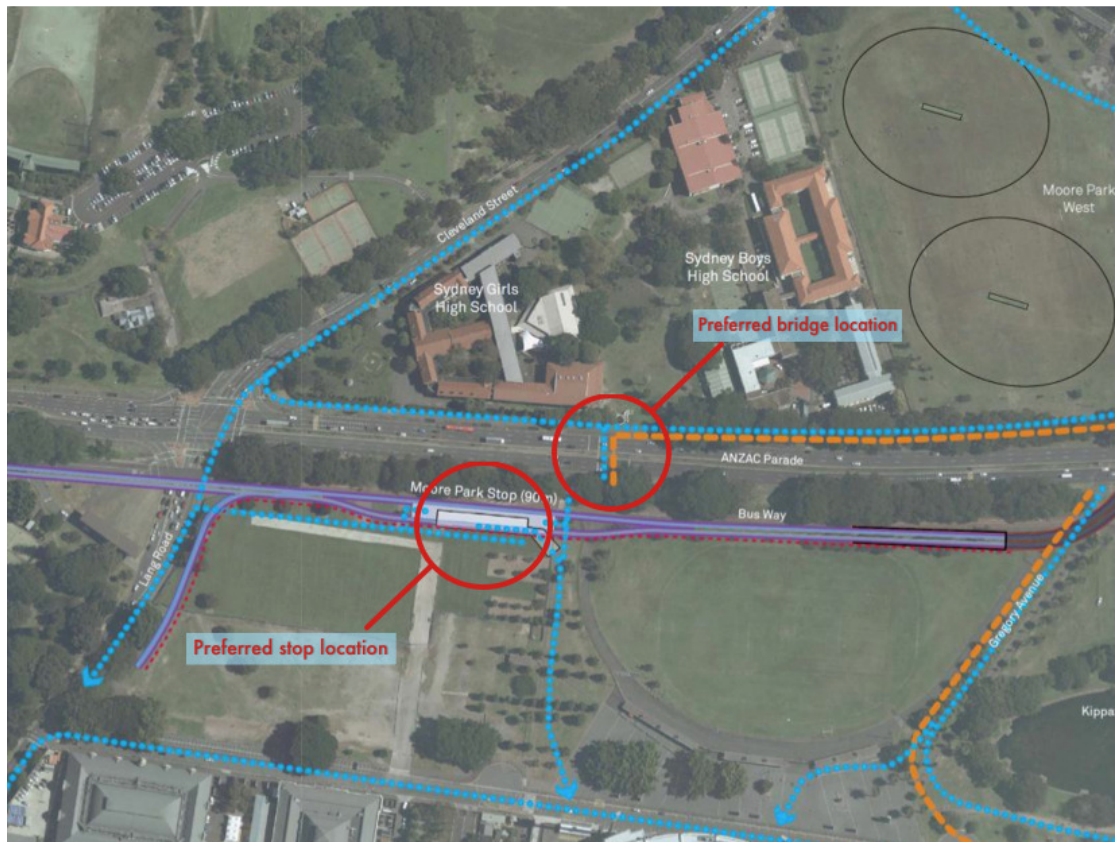 Cleveland Street
Moore Park
West
Sydney Girls
High School
Sydney Boys
High School
Preferred bridge location
ANZAC Parade
Moore Park Stop (90m)
Bus Way
Lang Road
Gregory Avenue
Preferred stop location
Kippa